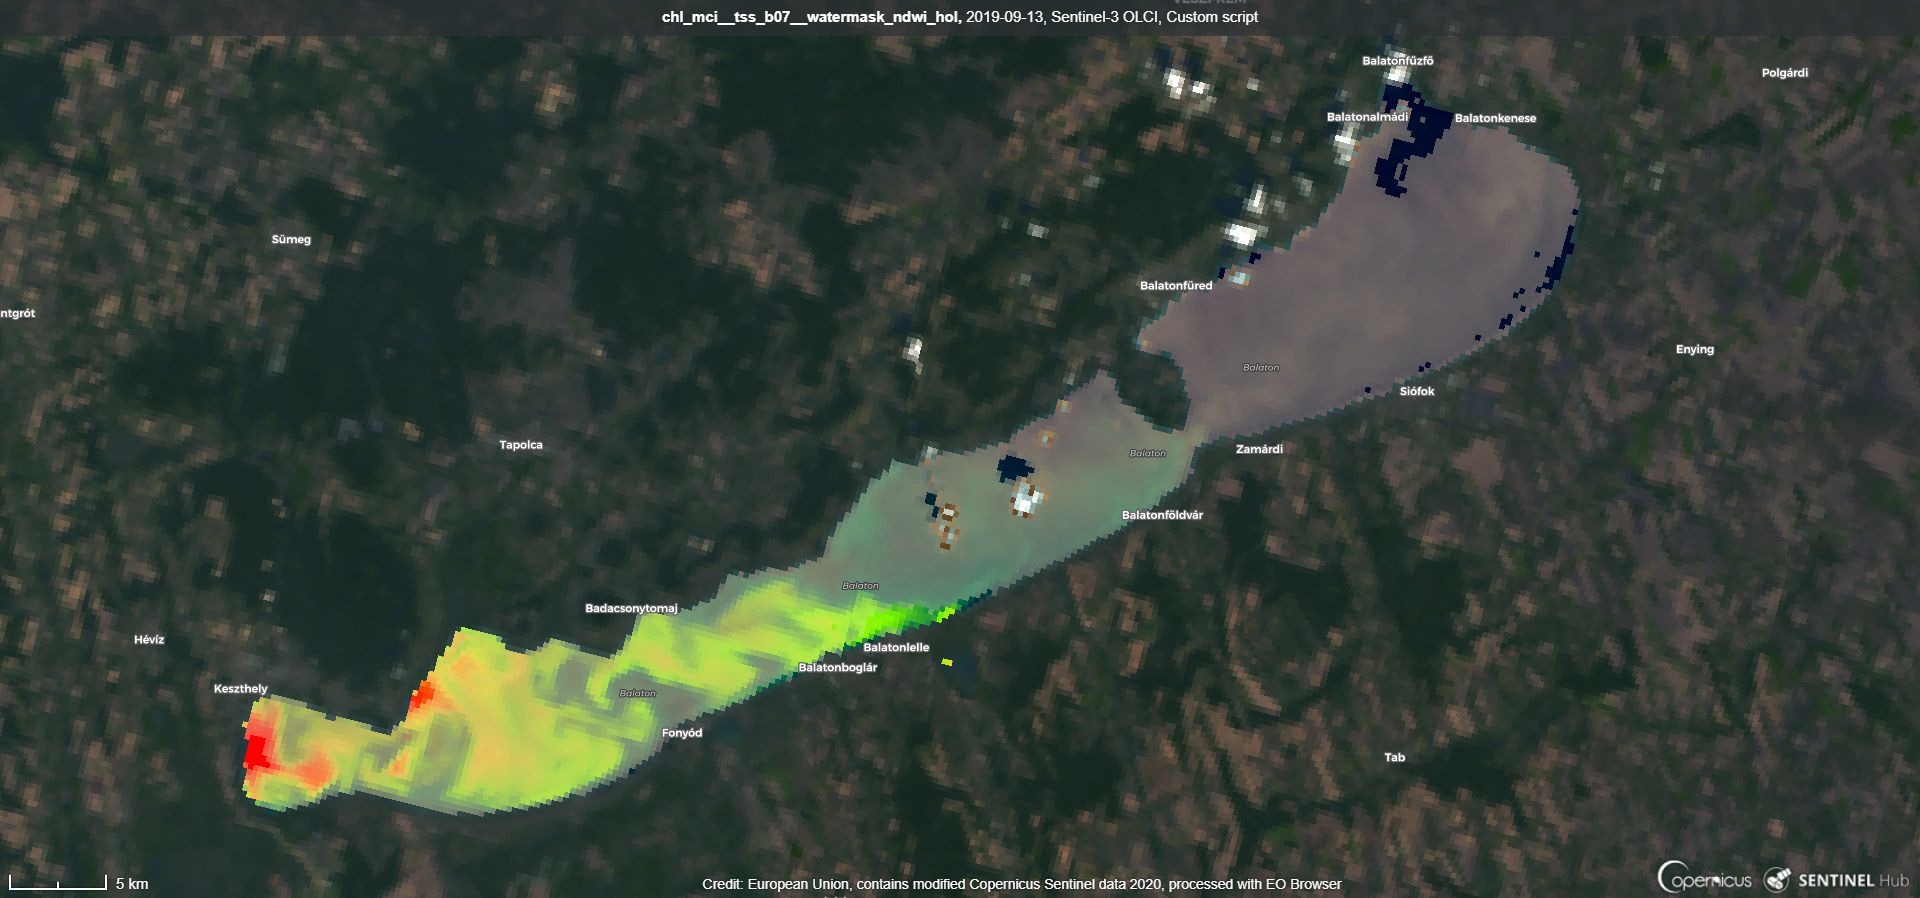 chl_mci__tss_b07__watermask_ndwi_hol, 2019-09-13, Sentinel-3 OLCI, Custom script
Balatonfűzfő
Polgárdi
Balatonalmádi
Balatonkenese
Sümeg
Balatonfüred
ntgrót
Enying
Balaton
Siófok
Tapolca
Balaton
Zamárdi
Balatonföldvár
Balaton
Badacsonytomaj
Hévíz
Balatonlelle
Balatonboglár
Keszthely
Balaton
Fonyód
Tab
5 km
Credit: European Union, contains modified Copernicus Sentinel data 2020, processed with EO Browser
opernicus
SENTINEL Hub